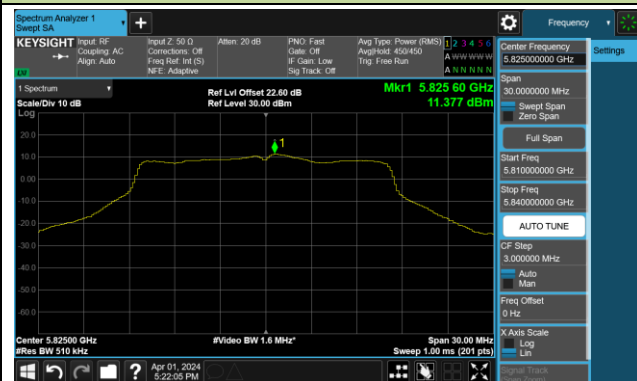 Spectrum Analyzer 1
Swept SA
+
Frequency
KEYSIGHT
Input: RF
Coupling: AC
Align: Auto
Input Z: 50 Ω
Corrections: Off
Freq Ref: Int (S)
NFE: Adaptive
Atten: 20 dB
PNO: Fast
Gate: Off
IF Gain: Low
Sig Track: Off
Avg Type: Power (RMS)
Avg|Hold: 450/450
Trig: Free Run
1 2 3 4 5 6
A W W W W W
A N N N N N
LXI
1 Spectrum
Scale/Div 10 dB
Log
Ref Lvl Offset 22.60 dB
Ref Level 30.00 dBm
Mkr1 5.825 60 GHz
11.377 dBm
1
20.0
10.0
0.00
-10.0
-20.0
-30.0
-40.0
-50.0
-60.0
Center 5.82500 GHz
#Res BW 510 kHz
#Video BW 1.6 MHz*
Span 30.00 MHz
Sweep 1.00 ms (201 pts)
Apr 01, 2024
5:22:05 PM
Center Frequency
5.825000000 GHz
Settings
Span
30.0000000 MHz
Swept Span
Zero Span
Full Span
Start Freq
5.810000000 GHz
Stop Freq
5.840000000 GHz
AUTO TUNE
CF Step
3.000000 MHz
Auto
Man
Freq Offset
0 Hz
X Axis Scale
Log
Lin
Signal Track